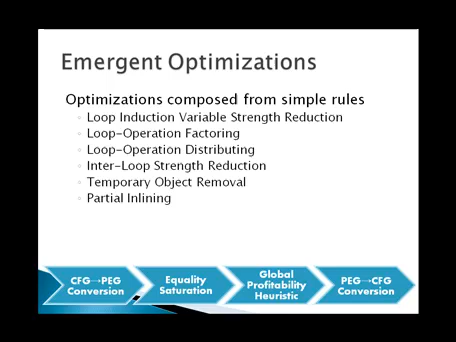 Emergent Optimizations
Optimizations composed from simple rules
◦ Loop Induction Variable Strength Reduction
◦ Loop-Operation Factoring
◦ Loop-Operation Distributing
◦ Inter-Loop Strength Reduction
◦ Temporary Object Removal
◦ Partial Inlining
CFG→PEG
Conversion
Equality
Saturation
Global
Profitability
Heuristic
PEG→CFG
Conversion